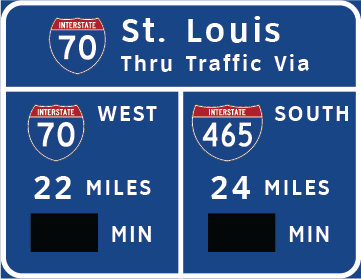 INTERSTATE
70
St. Louis
Thru Traffic Via
INTERSTATE
70
WEST
22 MILES
MIN
INTERSTATE
465
SOUTH
24 MILES
MIN